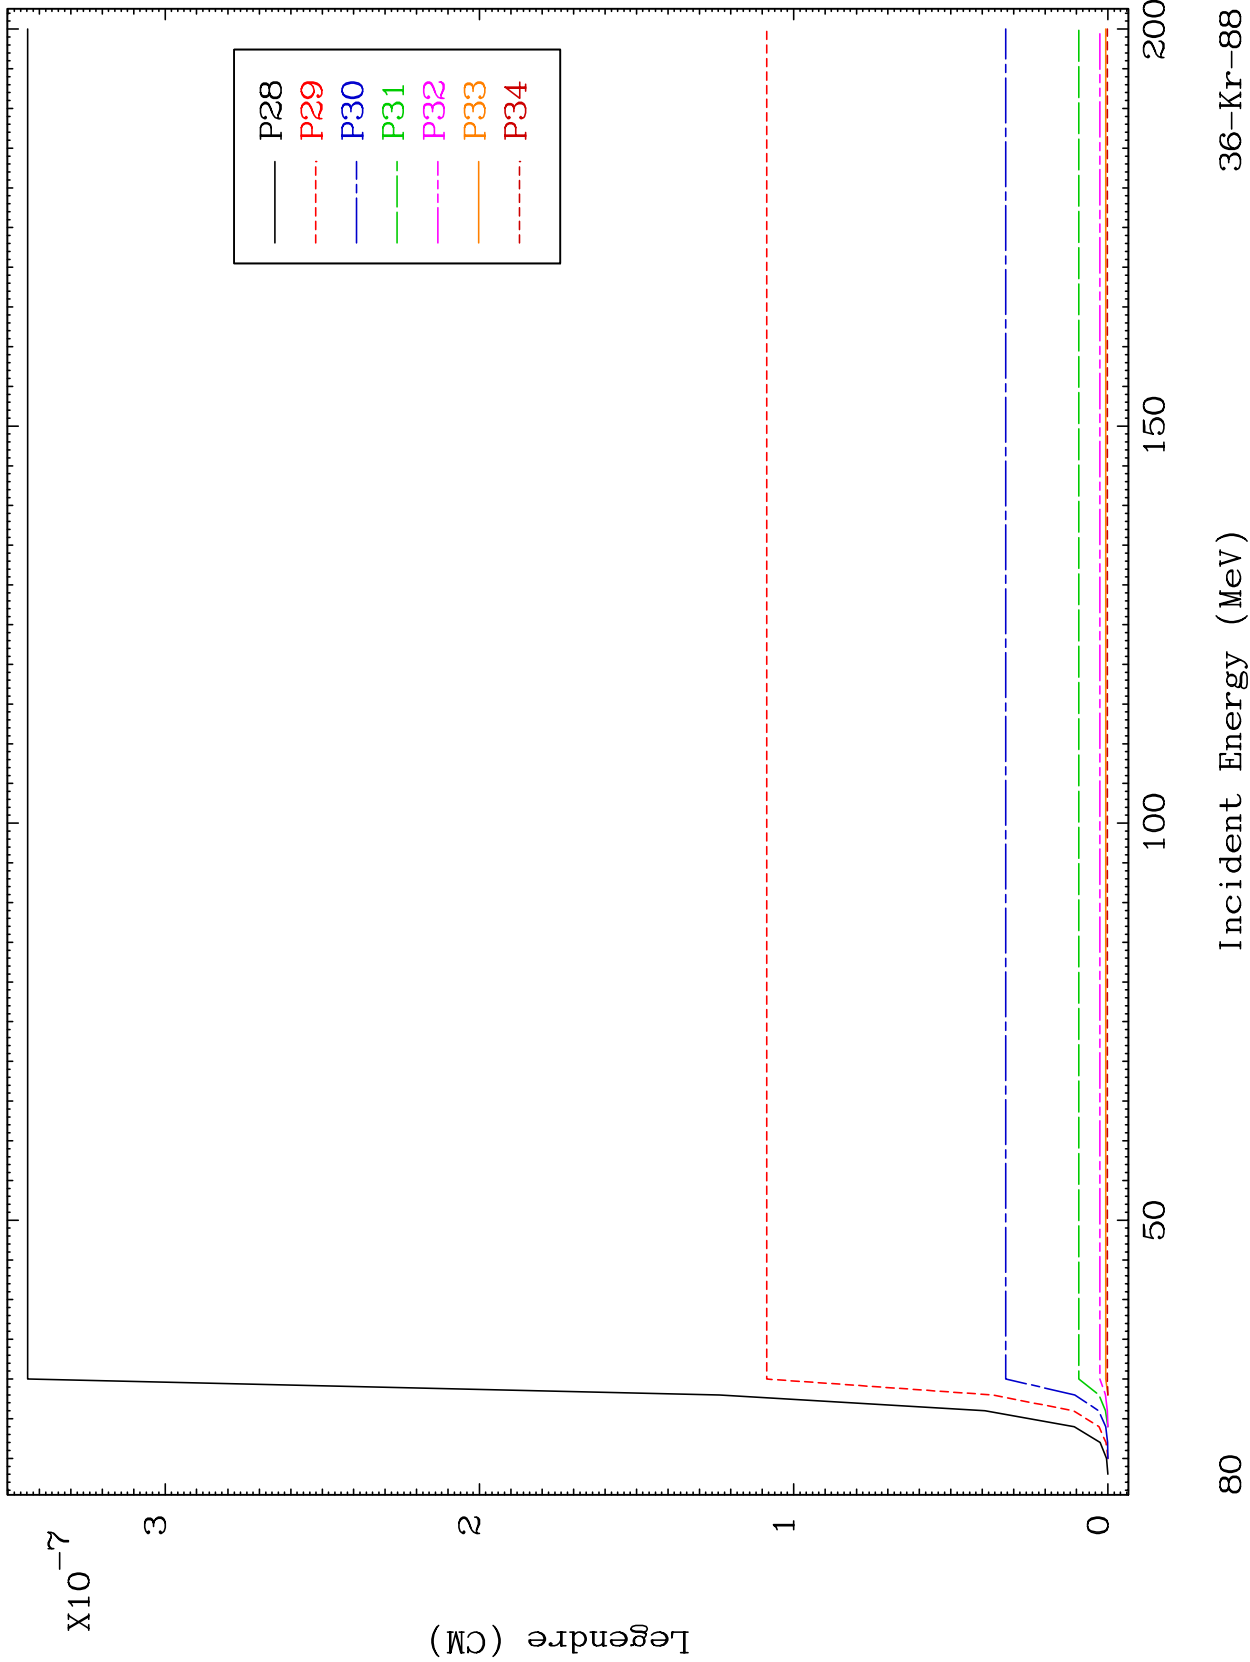 X10⁻⁷
3
2
1
0
Legendre (CM)
P28
P29
P30
P31
P32
P33
P34
50
100
150
200
Incident Energy (MeV)
80
36-Kr-88